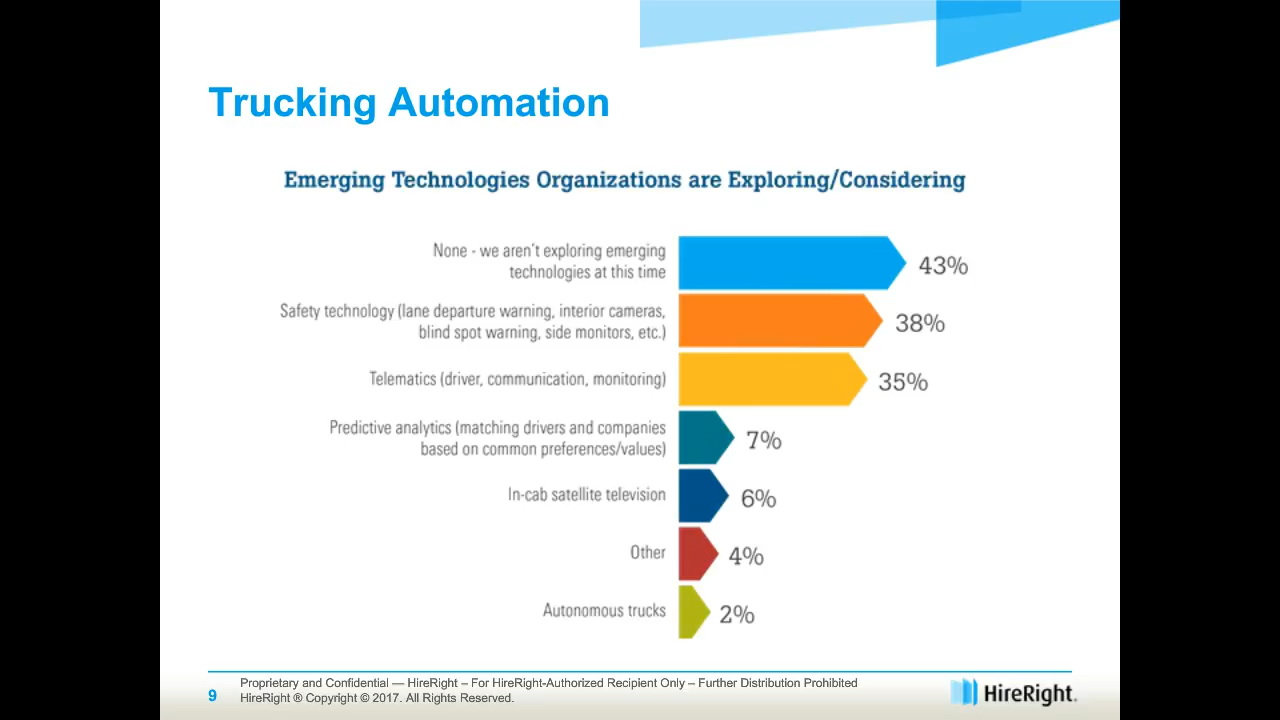 Trucking Automation
Emerging Technologies Organizations are Exploring/Considering
None - we aren't exploring emerging
technologies at this time
43%
Safety technology (lane departure warning, interior cameras,
blind spot warning, side monitors, etc.)
38%
Telematics (driver, communication, monitoring)
35%
Predictive analytics (matching drivers and companies
based on common preferences/values)
7%
In-cab satellite television
6%
Other
4%
Autonomous trucks
2%
9
Proprietary and Confidential — HireRight – For HireRight-Authorized Recipient Only – Further Distribution Prohibited
HireRight ® Copyright © 2017. All Rights Reserved.
HireRight.